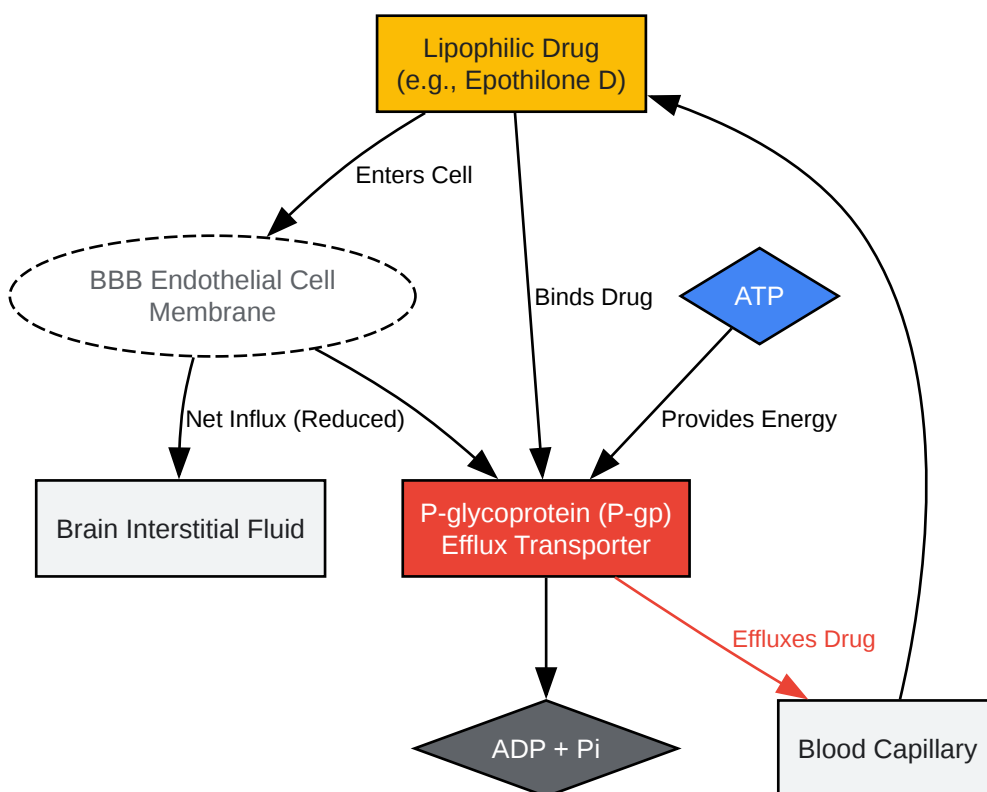 Lipophilic Drug
(e.g., Epothilone D)
Enters Cell
BBB Endothelial Cell
Membrane
Binds Drug
ATP
Net Influx (Reduced)
Provides Energy
Brain Interstitial Fluid
P-glycoprotein (P-gp)
Efflux Transporter
Effluxes Drug
ADP + Pi
Blood Capillary